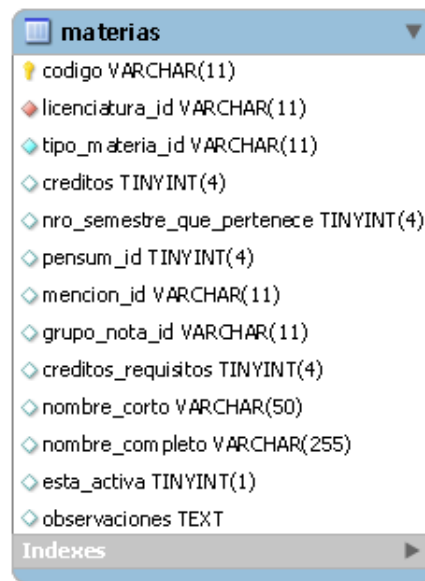 materias
codigo VARCHAR(11)
licenciatura_id VARCHAR(11)
tipo_materia_id VARCHAR(11)
creditos TINYINT(4)
nro_semestre_que_pertenece TINYINT(4)
pensum_id TINYINT(4)
mencion_id VARCHAR(11)
grupo_nota_id VARCHAR(11)
creditos_requisitos TINYINT(4)
nombre_corto VARCHAR(50)
nombre_completo VARCHAR(255)
esta_activa TINYINT(1)
observaciones TEXT
Indexes